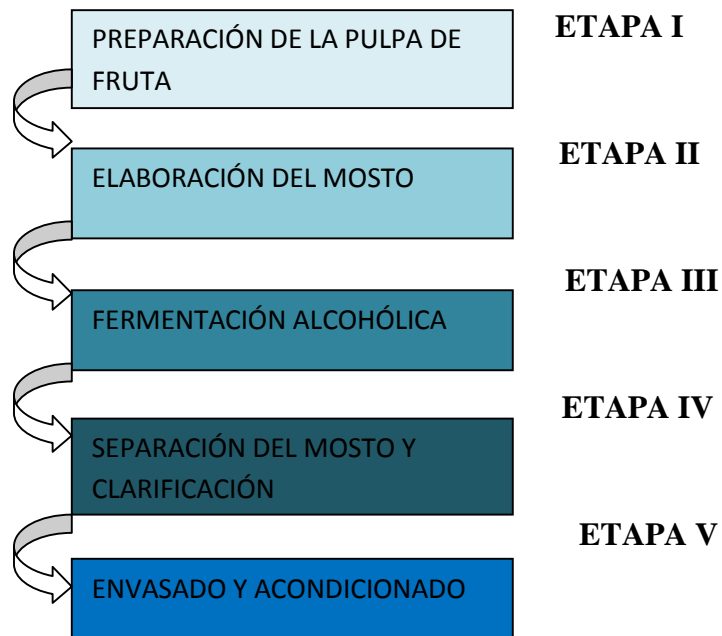 ETAPA I
PREPARACIÓN DE LA PULPA DE
FRUTA
ETAPA II
ELABORACIÓN DEL MOSTO
ETAPA III
FERMENTACIÓN ALCOHÓLICA
ETAPA IV
SEPARACIÓN DEL MOSTO Y
CLARIFICACIÓN
ETAPA V
ENVASADO Y ACONDICIONADO